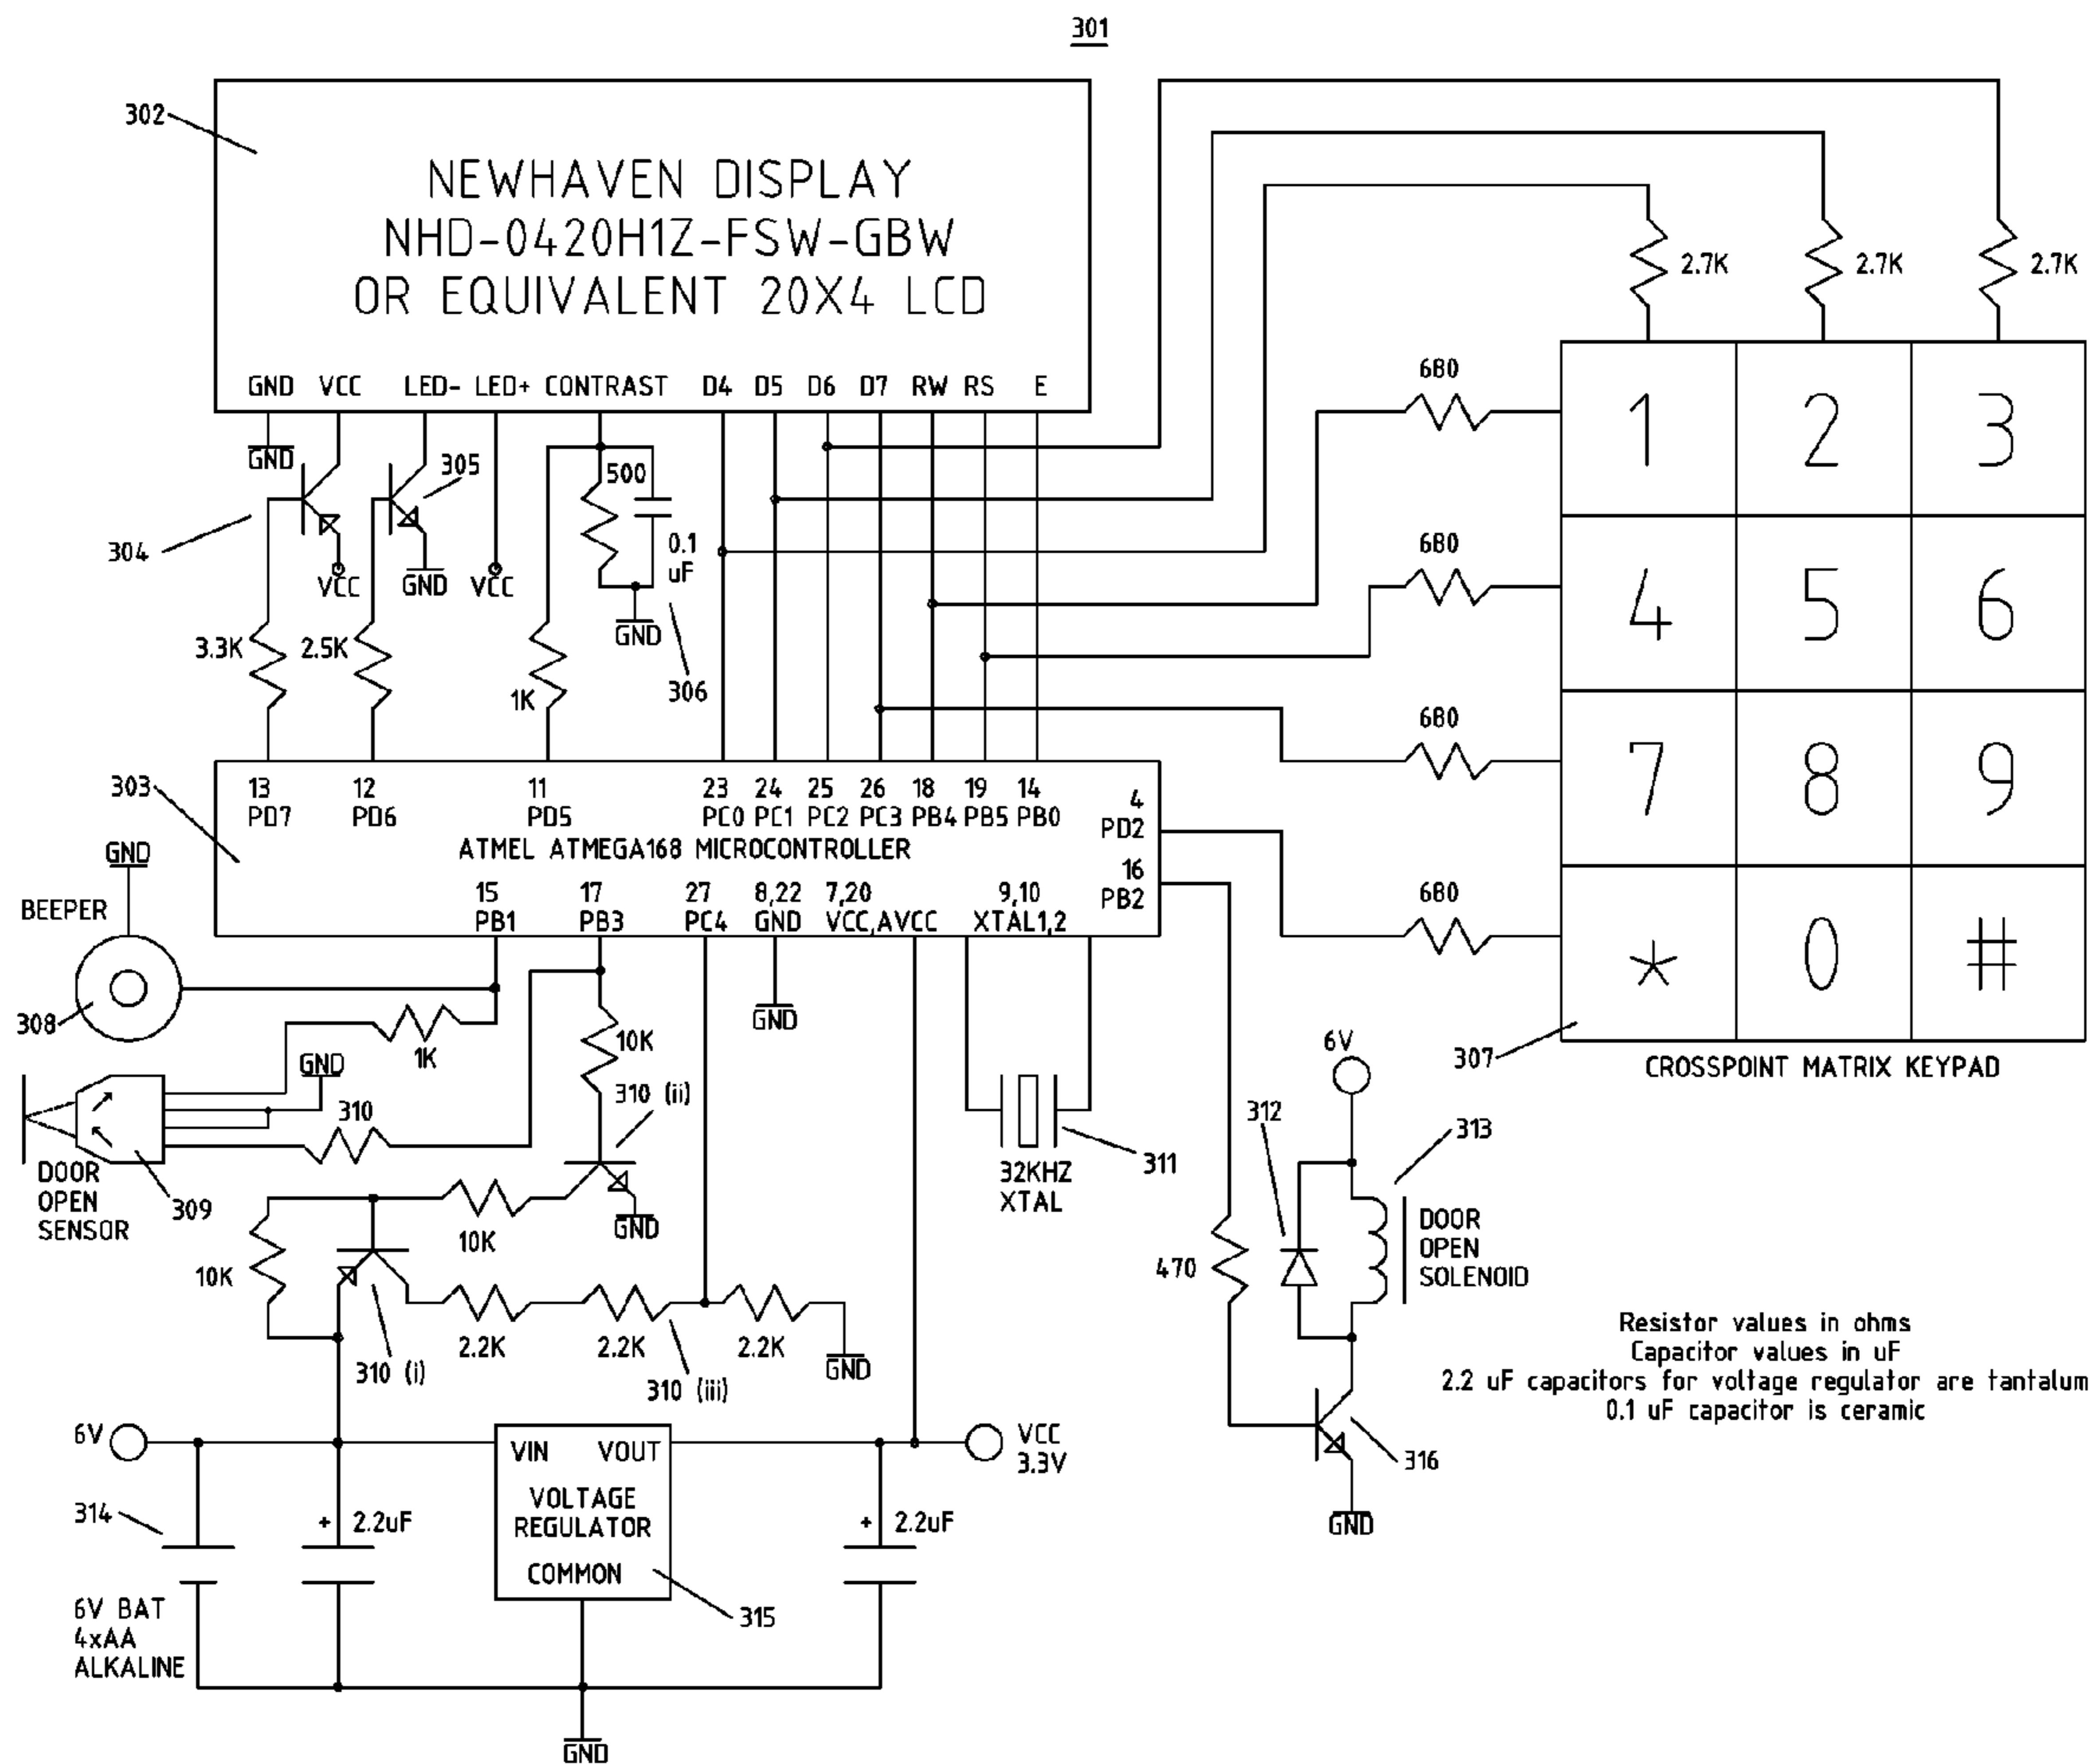 301
302
NEWHAVEN DISPLAY
NHD-0420H1Z-FSW-GBW
OR EQUIVALENT 20X4 LCD
GND VCC LED- LED+ CONTRAST D4 D5 D6 D7 RW RS E
2.7K 2.7K 2.7K
GND
305
500
304
VCC GND VCC
0.1
uF
GND
306
3.3K 2.5K 1K
680
680
680
680
1 2 3
4 5 6
7 8 9
* 0 #
307
CROSSPOINT MATRIX KEYPAD
303
13 12 11 23 24 25 26 18 19 14
PD7 PD6 PD5 PC0 PC1 PC2 PC3 PB4 PB5 PB0
4
PD2
ATMEL ATMEGA168 MICROCONTROLLER
16
PB2
15 17 27 8,22 7,20 9,10
PB1 PB3 PC4 GND VCC,AVCC XTAL1,2
GND
BEEPER
308
1K
GND
10K
GND
310
310 (ii)
DOOR
OPEN
SENSOR
309
10K
GND
10K
2.2K 2.2K 2.2K
GND
310 (i)
310 (iii)
311
32KHZ
XTAL
6V
312
313
DOOR
OPEN
SOLENOID
470
316
GND
Resistor values in ohms
Capacitor values in uF
2.2 uF capacitors for voltage regulator are tantalum
0.1 uF capacitor is ceramic
6V
VIN VOUT
VOLTAGE
REGULATOR
COMMON
VCC
3.3V
314
+ 2.2uF
+ 2.2uF
315
6V BAT
4xAA
ALKALINE
GND